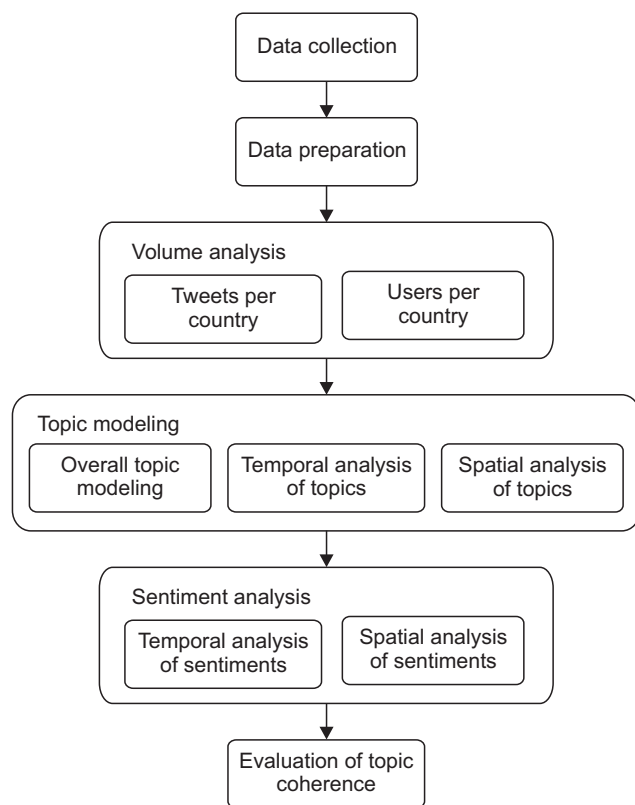 Data collection
Data preparation
Volume analysis
Tweets per
country
Users per
country
Topic modeling
Overall topic
modeling
Temporal analysis
of topics
Spatial analysis
of topics
Sentiment analysis
Temporal analysis
of sentiments
Spatial analysis
of sentiments
Evaluation of topic
coherence